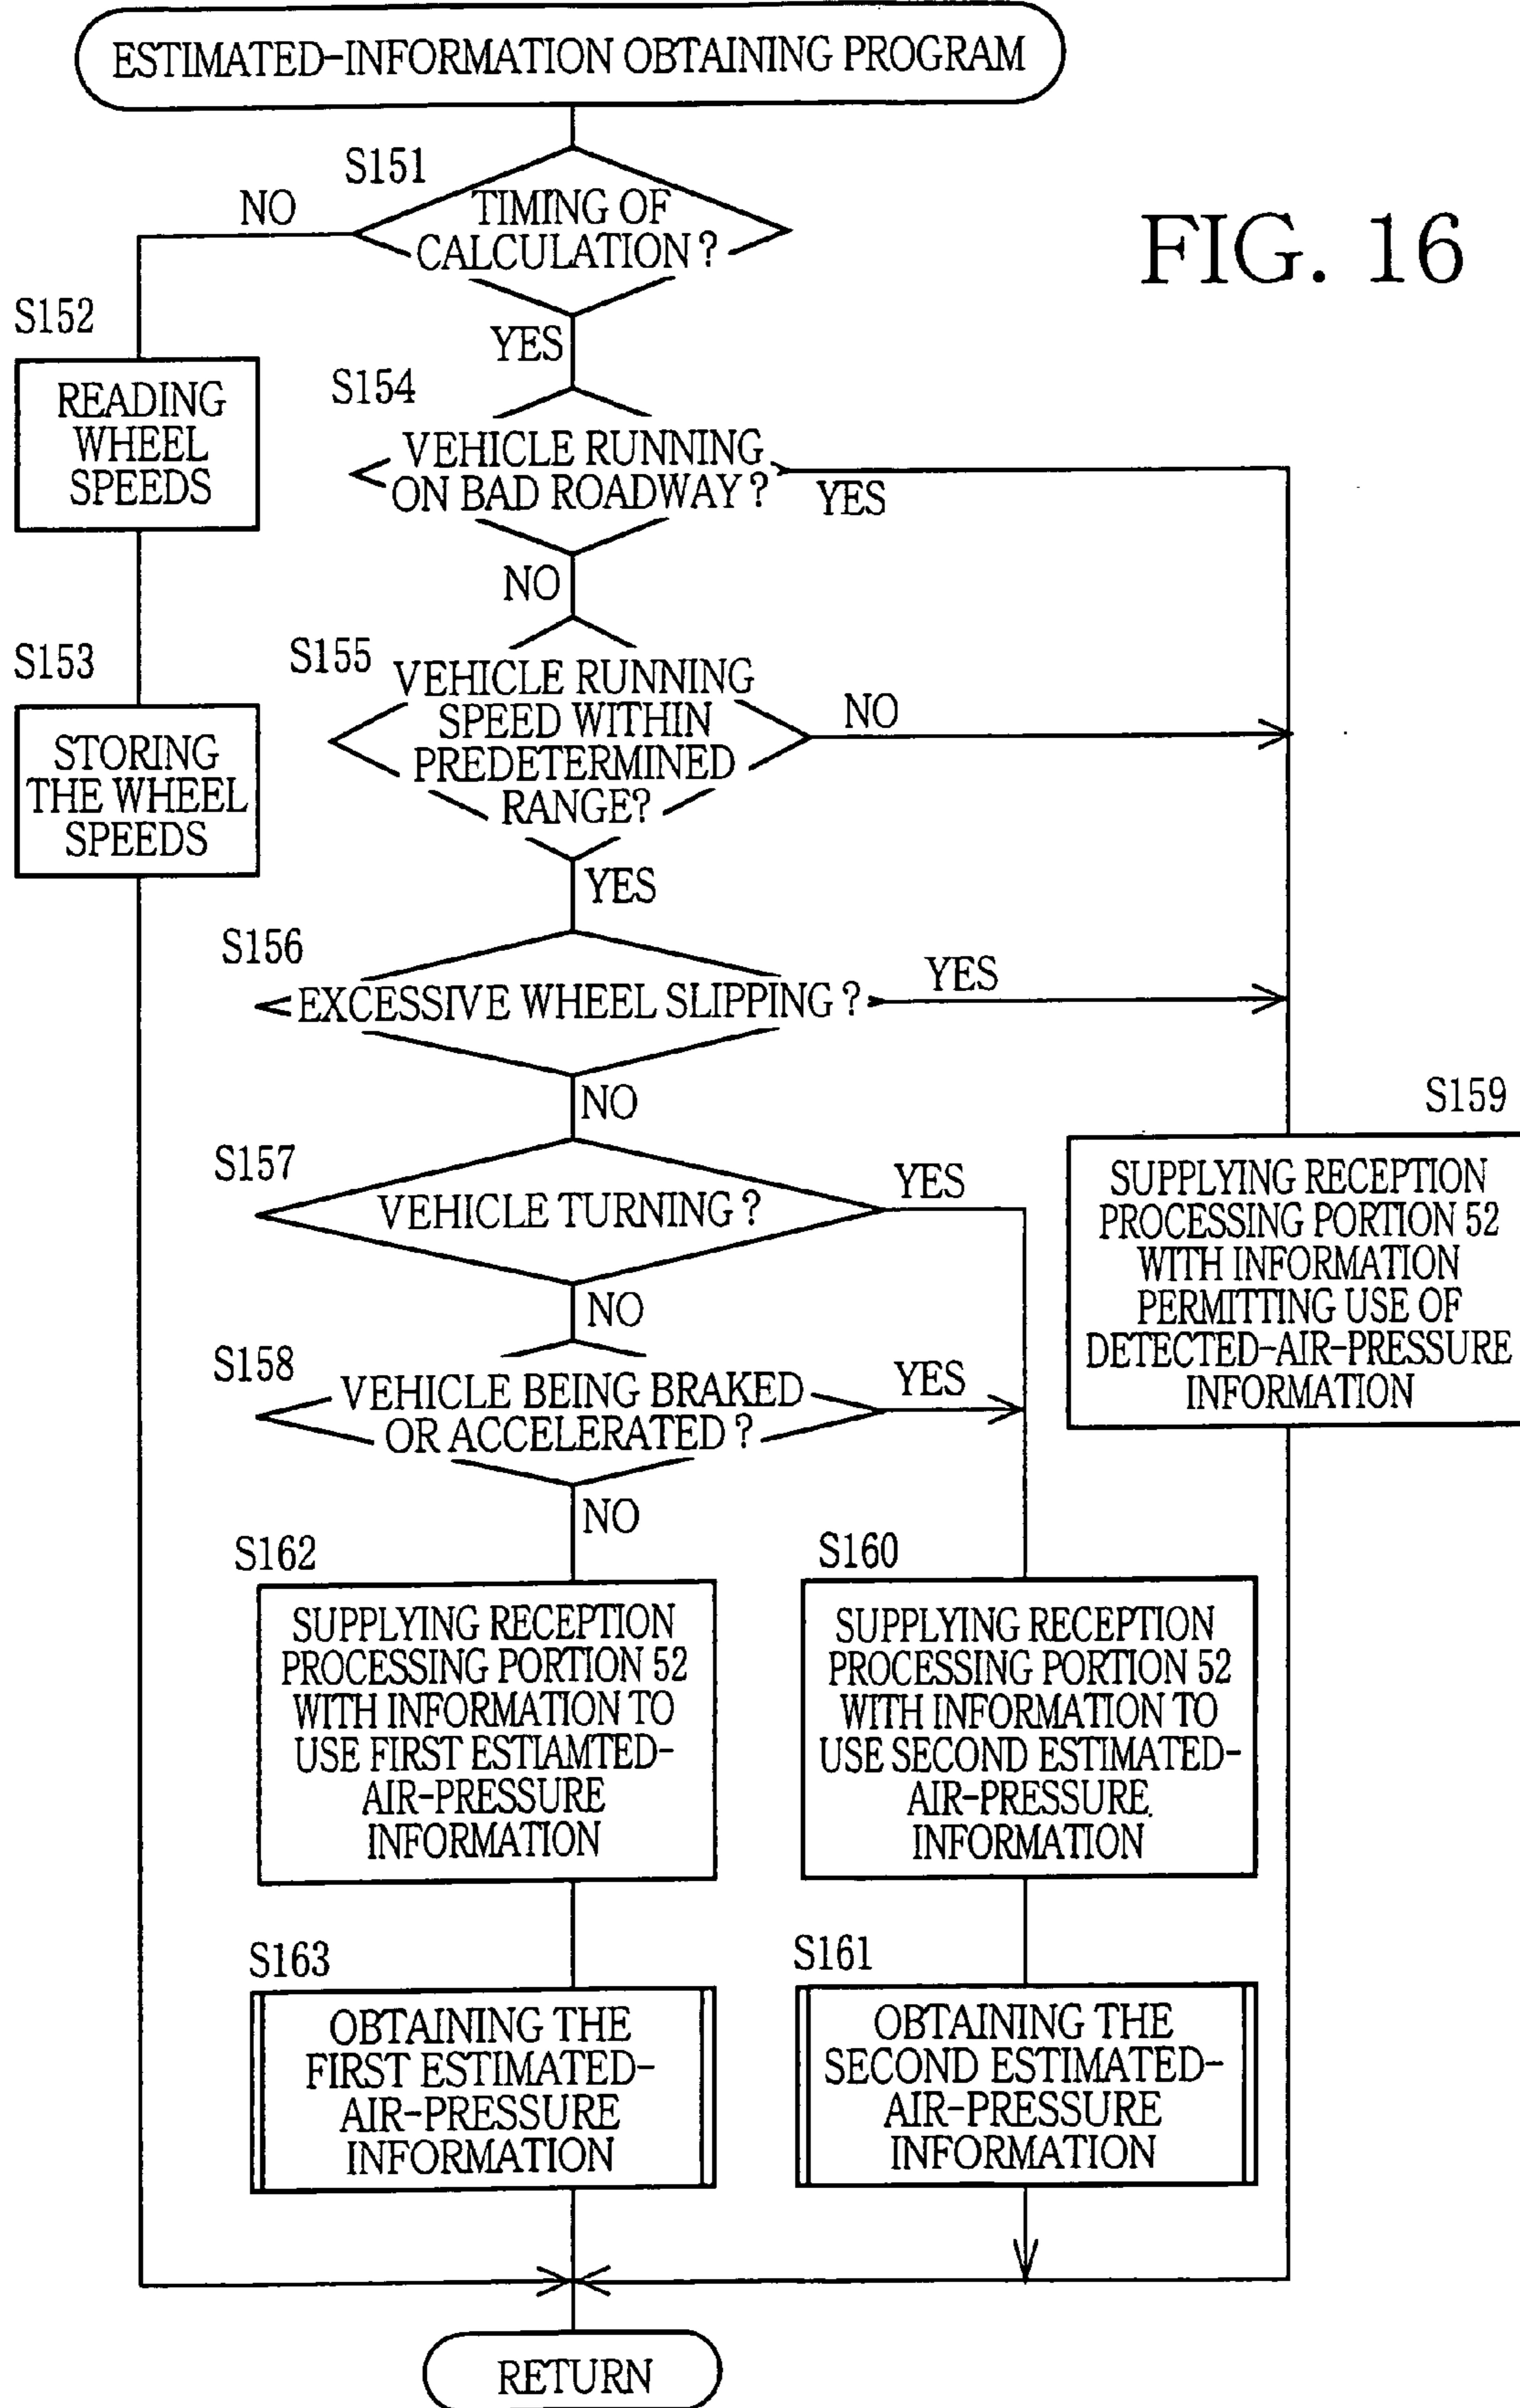 ESTIMATED-INFORMATION OBTAINING PROGRAM
FIG. 16
S151
TIMING OF
CALCULATION ?
NO
YES
S152
READING
WHEEL
SPEEDS
S153
STORING
THE WHEEL
SPEEDS
S154
VEHICLE RUNNING
ON BAD ROADWAY ?
YES
NO
S155
VEHICLE RUNNING
SPEED WITHIN
PREDETERMINED
RANGE?
NO
YES
S156
EXCESSIVE WHEEL SLIPPING ?
YES
NO
S157
VEHICLE TURNING ?
YES
NO
S158
VEHICLE BEING BRAKED
OR ACCELERATED ?
YES
NO
S159
SUPPLYING RECEPTION
PROCESSING PORTION 52
WITH INFORMATION
PERMITTING USE OF
DETECTED-AIR-PRESSURE
INFORMATION
S162
SUPPLYING RECEPTION
PROCESSING PORTION 52
WITH INFORMATION TO
USE FIRST ESTIAMTED-
AIR-PRESSURE
INFORMATION
S160
SUPPLYING RECEPTION
PROCESSING PORTION 52
WITH INFORMATION TO
USE SECOND ESTIMATED-
AIR-PRESSURE
INFORMATION
S163
OBTAINING THE
FIRST ESTIMATED-
AIR-PRESSURE
INFORMATION
S161
OBTAINING THE
SECOND ESTIMATED-
AIR-PRESSURE
INFORMATION
RETURN